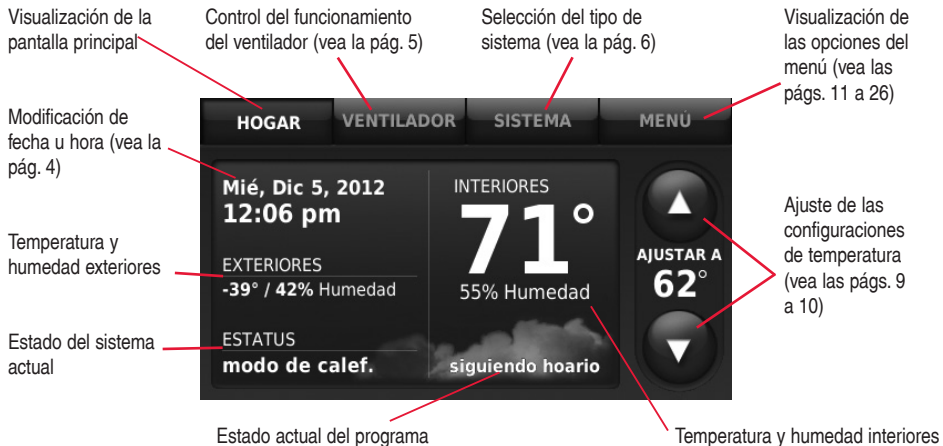 Visualización de la
pantalla principal
Control del funcionamiento
del ventilador (vea la pág. 5)
Selección del tipo de
sistema (vea la pág. 6)
Visualización de
las opciones del
menú (vea las
págs. 11 a 26)
Modificación de
fecha u hora (vea la
pág. 4)
Temperatura y
humedad exteriores
Estado del sistema
actual
HOGAR
VENTILADOR
SISTEMA
MENÚ
Mié, Dic 5, 2012
12:06 pm
EXTERIORES
-39° / 42% Humedad
ESTATUS
modo de calef.
INTERIORES
71°
55% Humedad
siguiendo hoario
AJUSTAR A
62°
Ajuste de las
configuraciones
de temperatura
(vea las págs. 9
a 10)
Estado actual del programa
Temperatura y humedad interiores